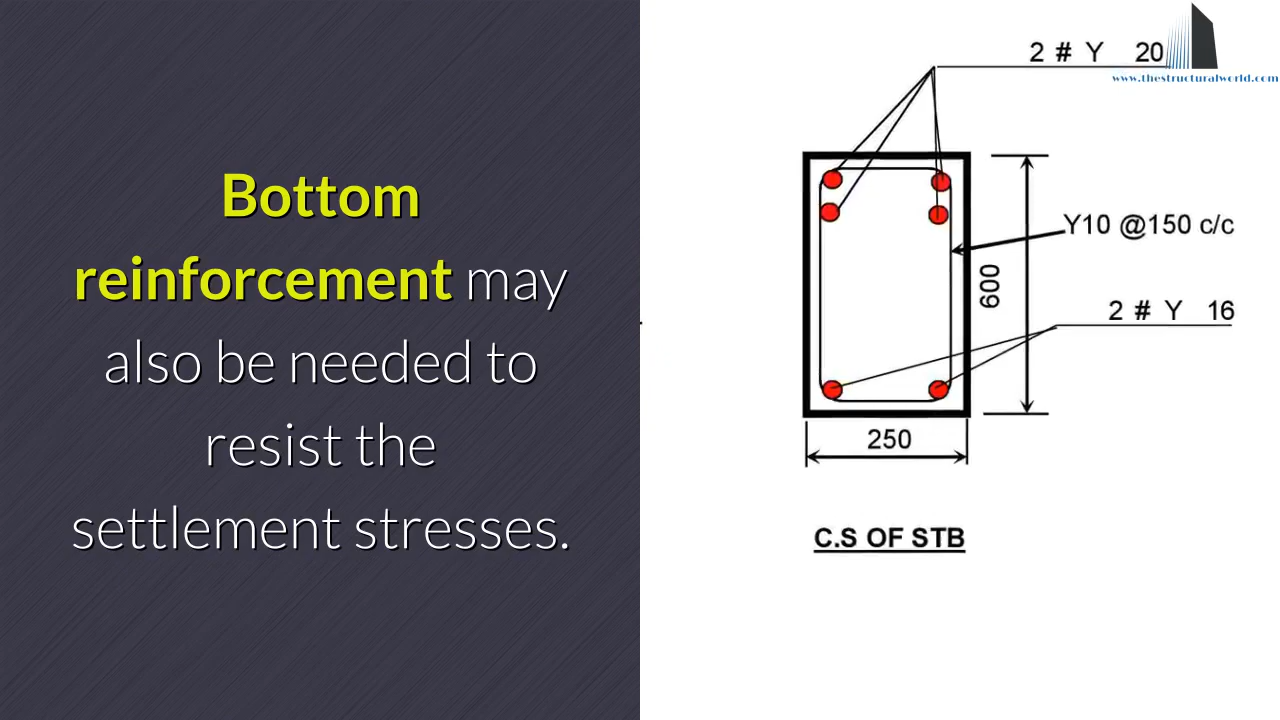 Bottom
reinforcement may
also be needed to
resist the
settlement stresses.
2 # Y 20
www.thestructuralworld.com
Y10 @150 c/c
600
2 # Y 16
250
C.S OF STB